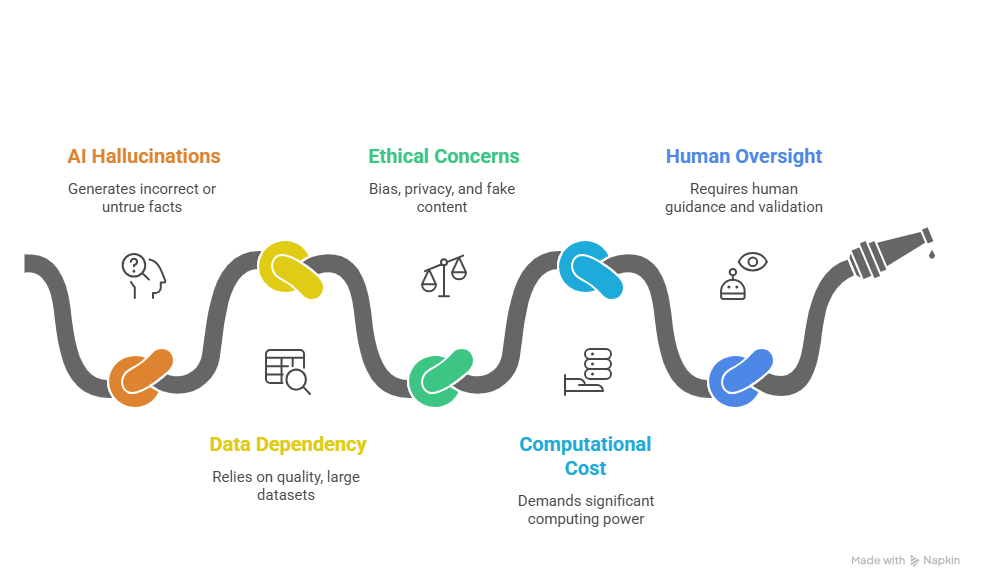 AI Hallucinations
Generates incorrect or
untrue facts
Ethical Concerns
Bias, privacy, and fake
content
Human Oversight
Requires human
guidance and validation
Data Dependency
Relies on quality, large
datasets
Computational
Cost
Demands significant
computing power
Made with Napkin